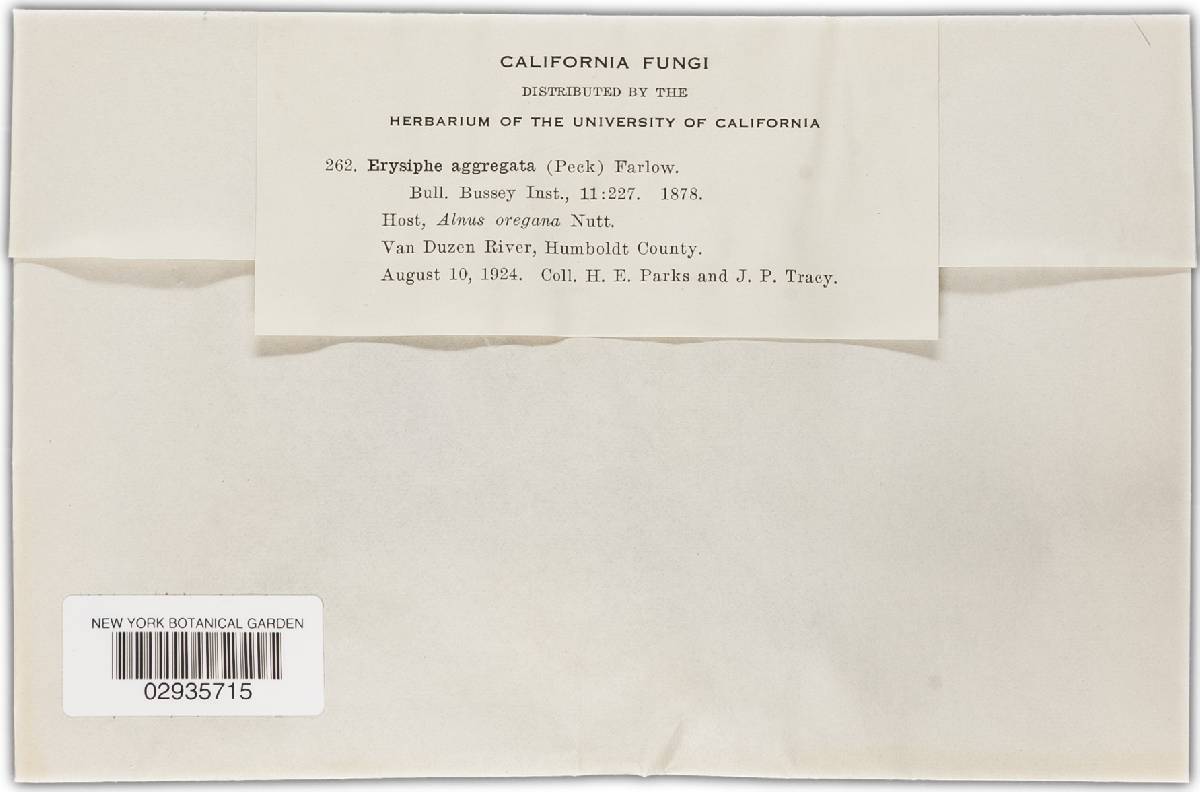 CALIFORNIA FUNGI
DISTRIBUTED BY THE
HERBARIUM OF THE UNIVERSITY OF CALIFORNIA
262. Erysiphe aggregata (Peck) Farlow.
Bull. Bussey Inst., 11:227. 1878.
Host, Alnus oregana Nutt.
Van Duzen River, Humboldt County.
August 10, 1924. Coll. H. E. Parks and J. P. Tracy.
NEW YORK BOTANICAL GARDEN
02935715